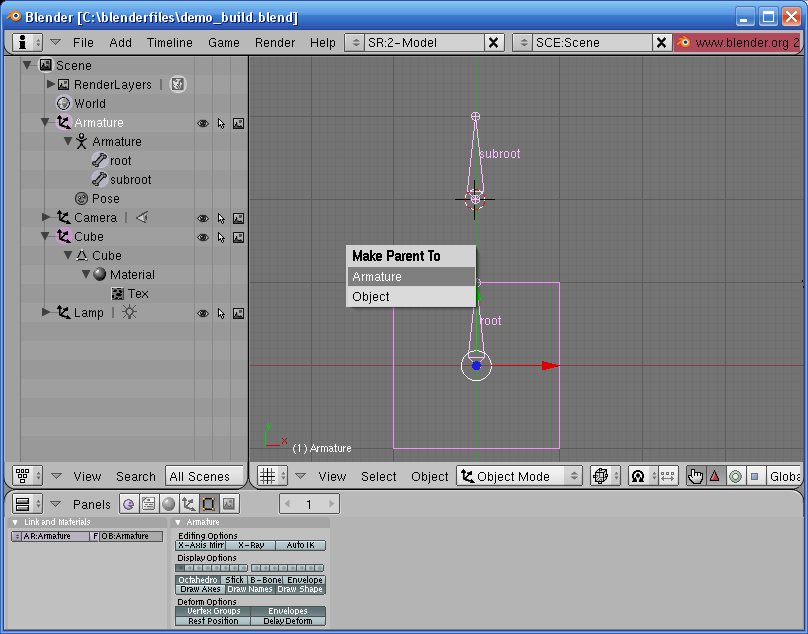 Blender [C:\blenderfiles\demo_build.blend]
File Add Timeline Game Render Help SR:2-Model SCE:Scene www.blender.org 2
Scene
RenderLayers
World
Armature
Armature
root
subroot
Pose
Camera
Cube
Cube
Material
Tex
Lamp
subroot
Make Parent To
Armature
Object
root
y
x
(1) Armature
View Search All Scenes
View Select Object Object Mode Globa
Panels 1
Link and Materials
AR:Armature F OB:Armature
Armature
Editing Options
X-Axis Mirr X-Ray Auto IK
Display Options
Octahedro Stick B-Bone Envelope
Draw Axes Draw Names Draw Shape
Deform Options
Vertex Groups Envelopes
Rest Position Delay Deform